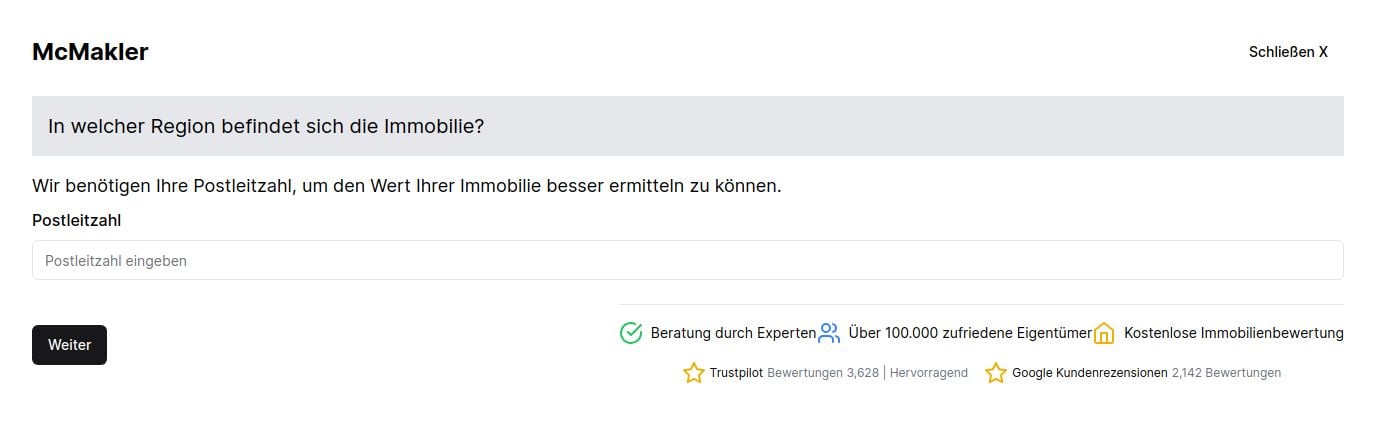 McMakler
Schließen X
In welcher Region befindet sich die Immobilie?
Wir benötigen Ihre Postleitzahl, um den Wert Ihrer Immobilie besser ermitteln zu können.
Postleitzahl
Postleitzahl eingeben
Weiter
Beratung durch Experten Über 100.000 zufriedene Eigentümer Kostenlose Immobilienbewertung
Trustpilot Bewertungen 3,628 | Hervorragend Google Kundenrezensionen 2,142 Bewertungen